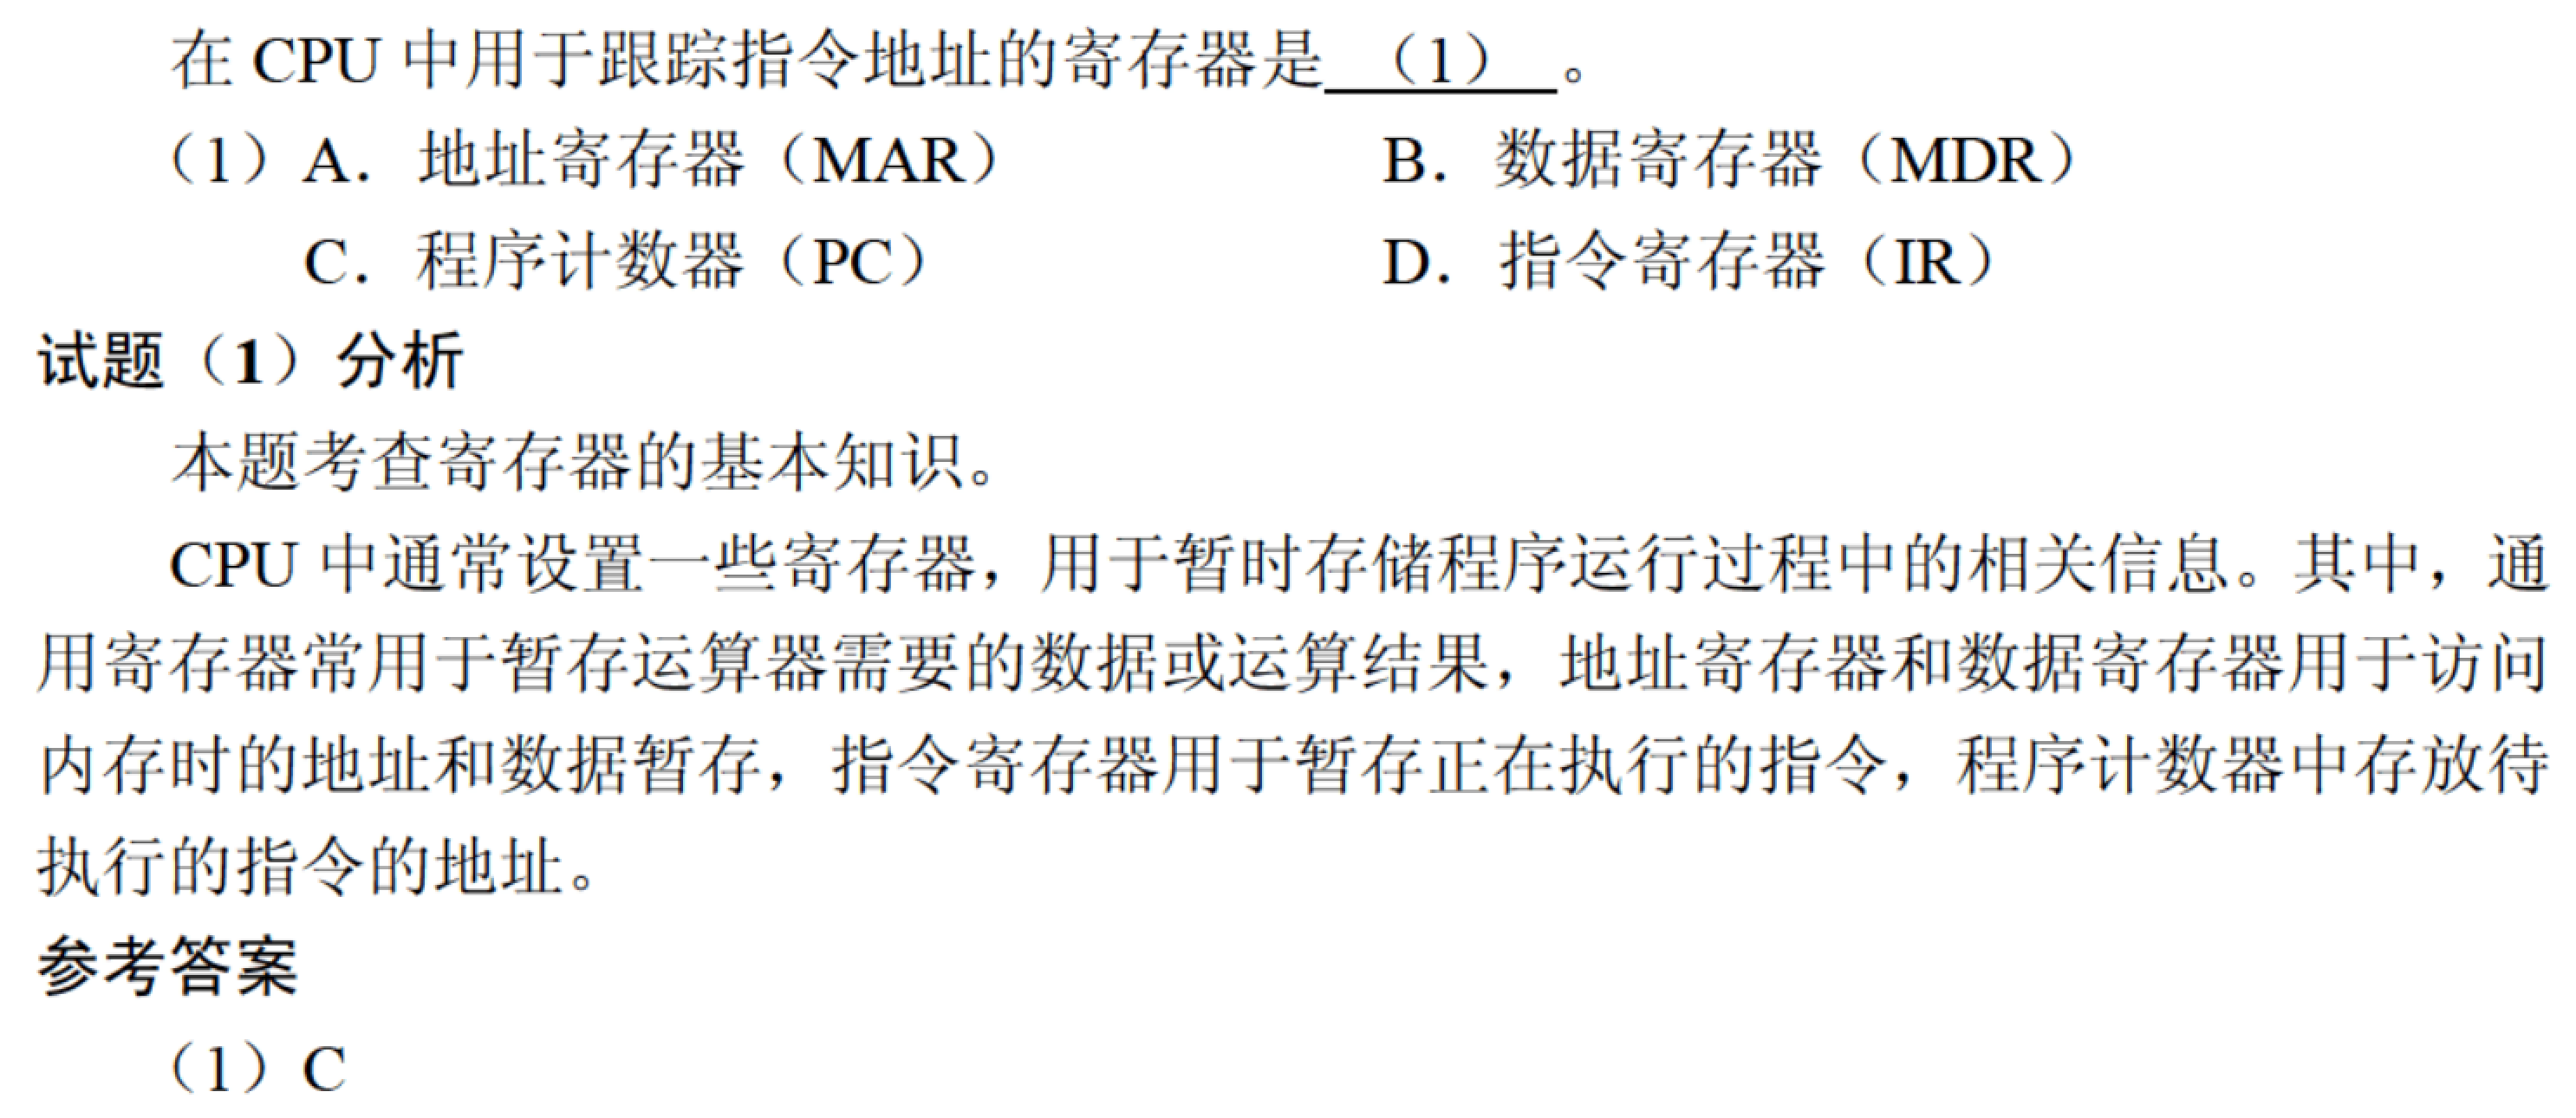 在 CPU 中用于跟踪指令地址的寄存器是 （1） 。
（1）A．地址寄存器（MAR） B．数据寄存器（MDR）
C．程序计数器（PC） D．指令寄存器（IR）
试题（1）分析
本题考查寄存器的基本知识。
CPU 中通常设置一些寄存器，用于暂时存储程序运行过程中的相关信息。其中，通
用寄存器常用于暂存运算器需要的数据或运算结果，地址寄存器和数据寄存器用于访问
内存时的地址和数据暂存，指令寄存器用于暂存正在执行的指令，程序计数器中存放待
执行的指令的地址。
参考答案
（1）C